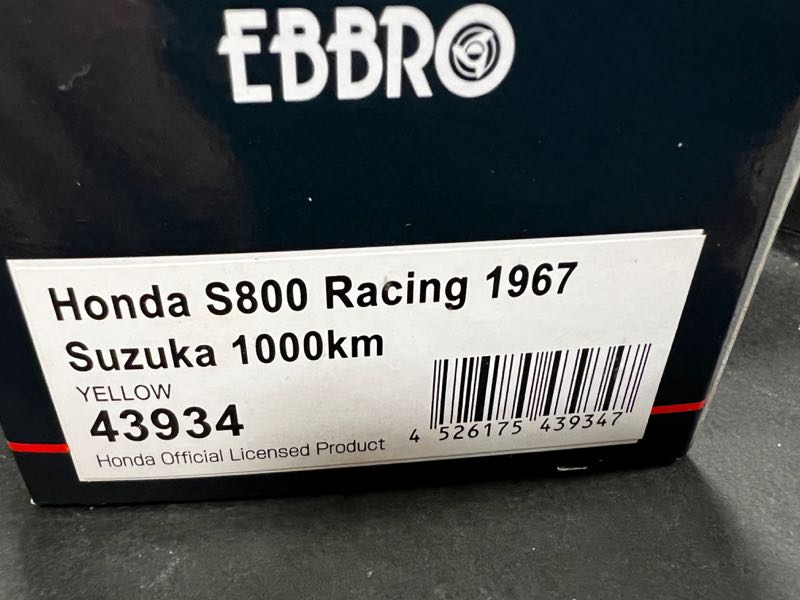 EBBRO
Honda S800 Racing 1967
Suzuka 1000km
YELLOW
43934
Honda Official Licensed Product
4 526175 439347